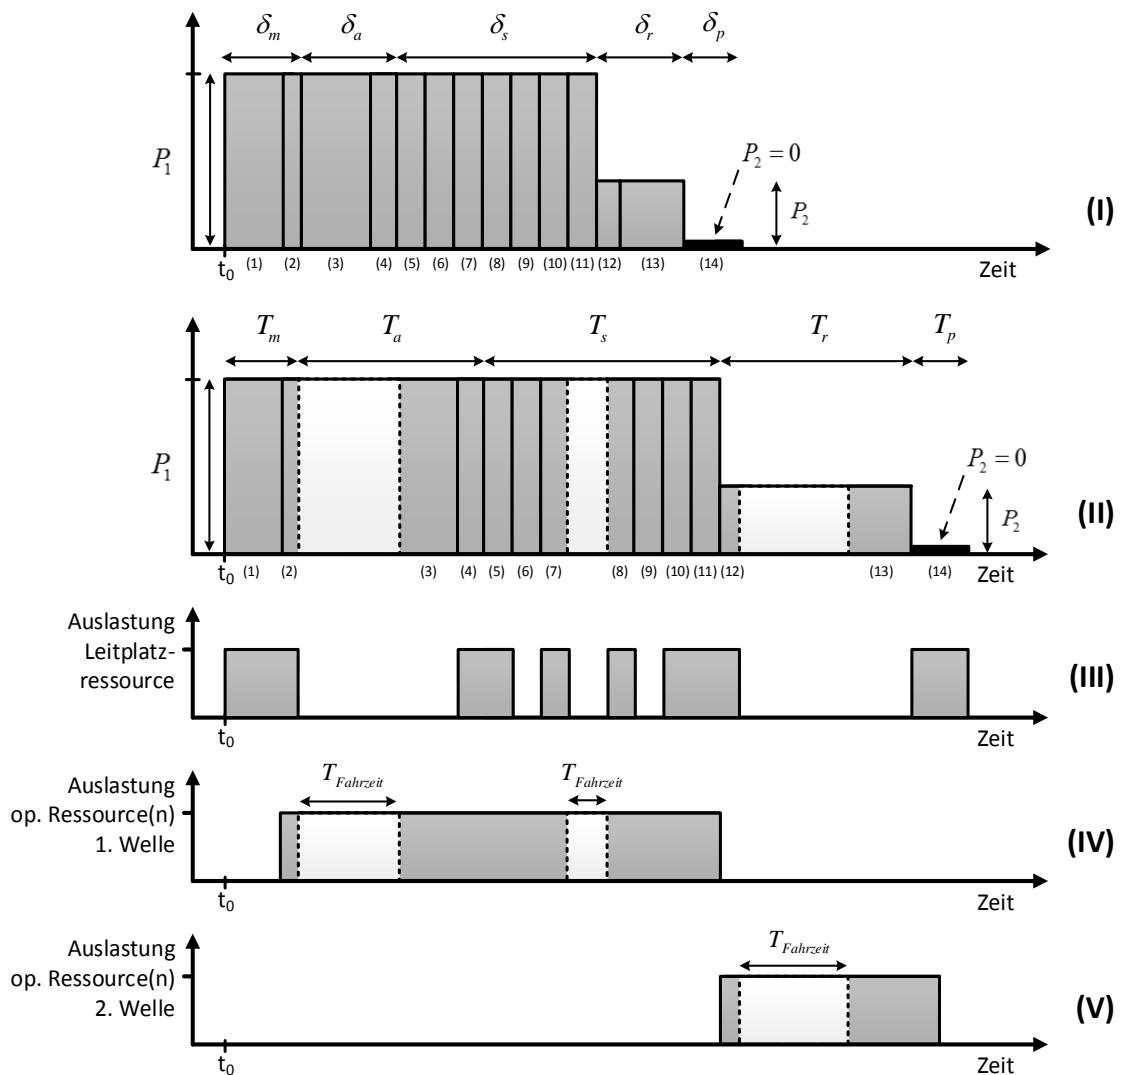 δm δa δs δr δp
P1
P2 = 0
P2
(I)
(1) (2) (3) (4) (5) (6) (7) (8) (9) (10) (11) (12) (13) (14)
t0 Zeit
Tm Ta Ts Tr Tp
P1
P2 = 0
P2
(II)
(1) (2) (3) (4) (5) (6) (7) (8) (9) (10) (11) (12) (13) (14)
t0 Zeit
Auslastung
Leitplatz-
ressource
(III)
t0 Zeit
Auslastung
op. Ressource(n)
1. Welle
TFahrzeit TFahrzeit
(IV)
t0 Zeit
Auslastung
op. Ressource(n)
2. Welle
TFahrzeit
(V)
t0 Zeit